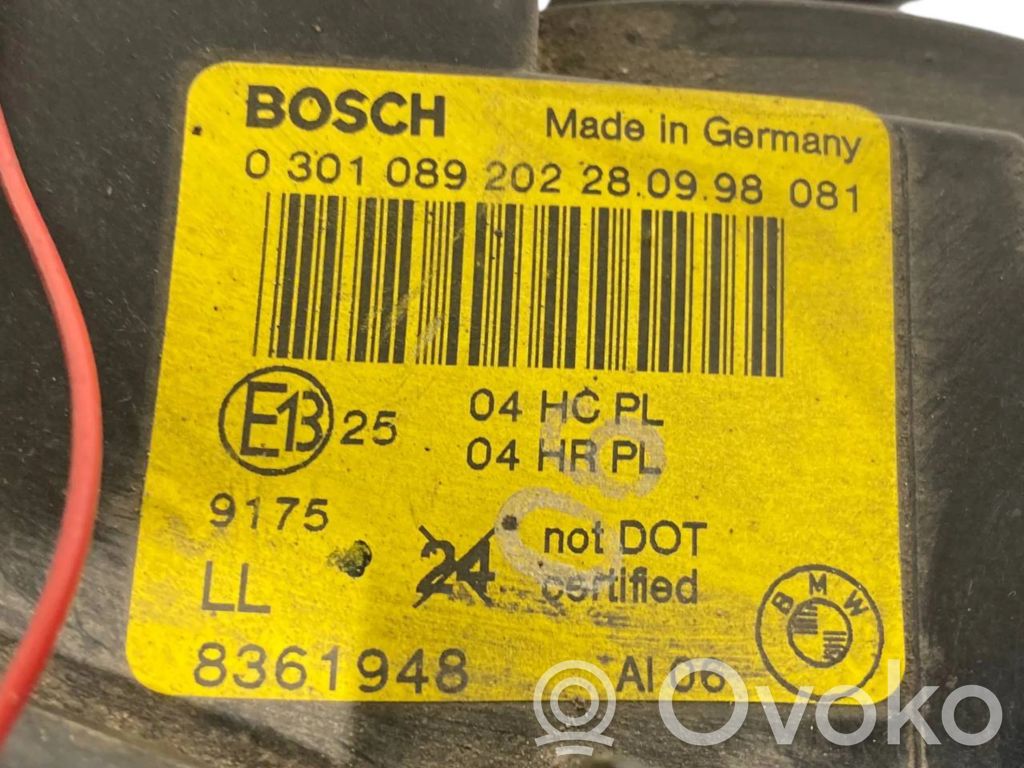 BOSCH Made in Germany
0 301 089 202 28.09.98 081
E13 25
04 HC PL
04 HR PL
9175
24
not DOT
certified
LL
BMW
8361948 AI 06
Ovoko